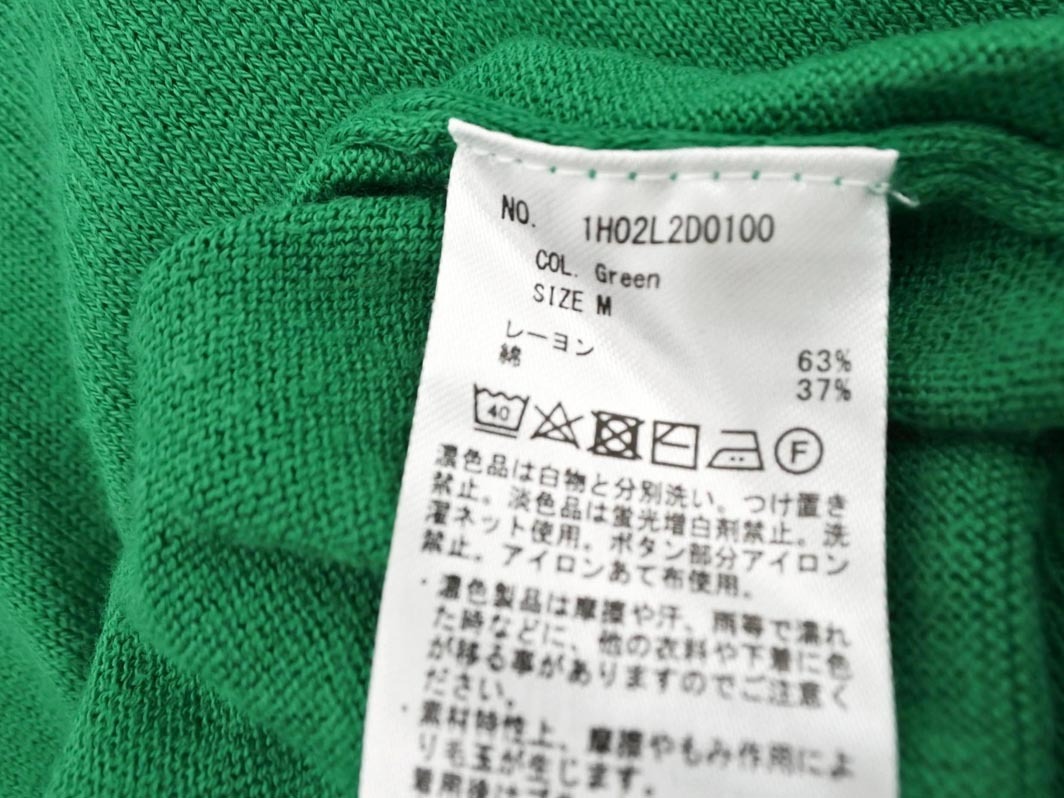 NO. 1H02L2D0100
COL. Green
SIZE M
レーヨン 63%
綿 37%
40 F
濃色品は白物と分別洗い。つけ置き
禁止。淡色品は蛍光増白剤禁止。洗
濯ネット使用。ボタン部分アイロン
禁止。アイロンあて布使用。
・濃色製品は摩擦や汗、雨等で濡れ
た時などに、他の衣料や下着に色
が移る事がありますのでご注意く
ださい。
・素材特性上、摩擦やもみ作用によ
り毛玉が生じます。
着用後は